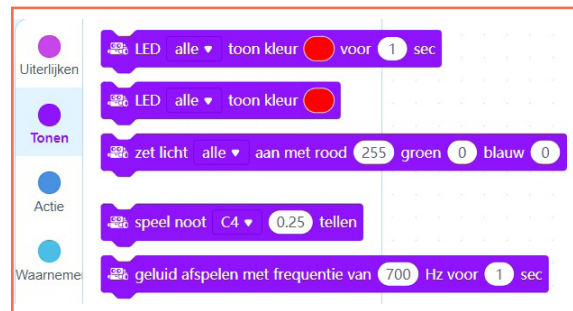 Uiterlijken
Tonen
Actie
Waarneme
LED alle toon kleur voor 1 sec
LED alle toon kleur
zet licht alle aan met rood 255 groen 0 blauw 0
speel noot C4 0.25 tellen
geluid afspelen met frequentie van 700 Hz voor 1 sec